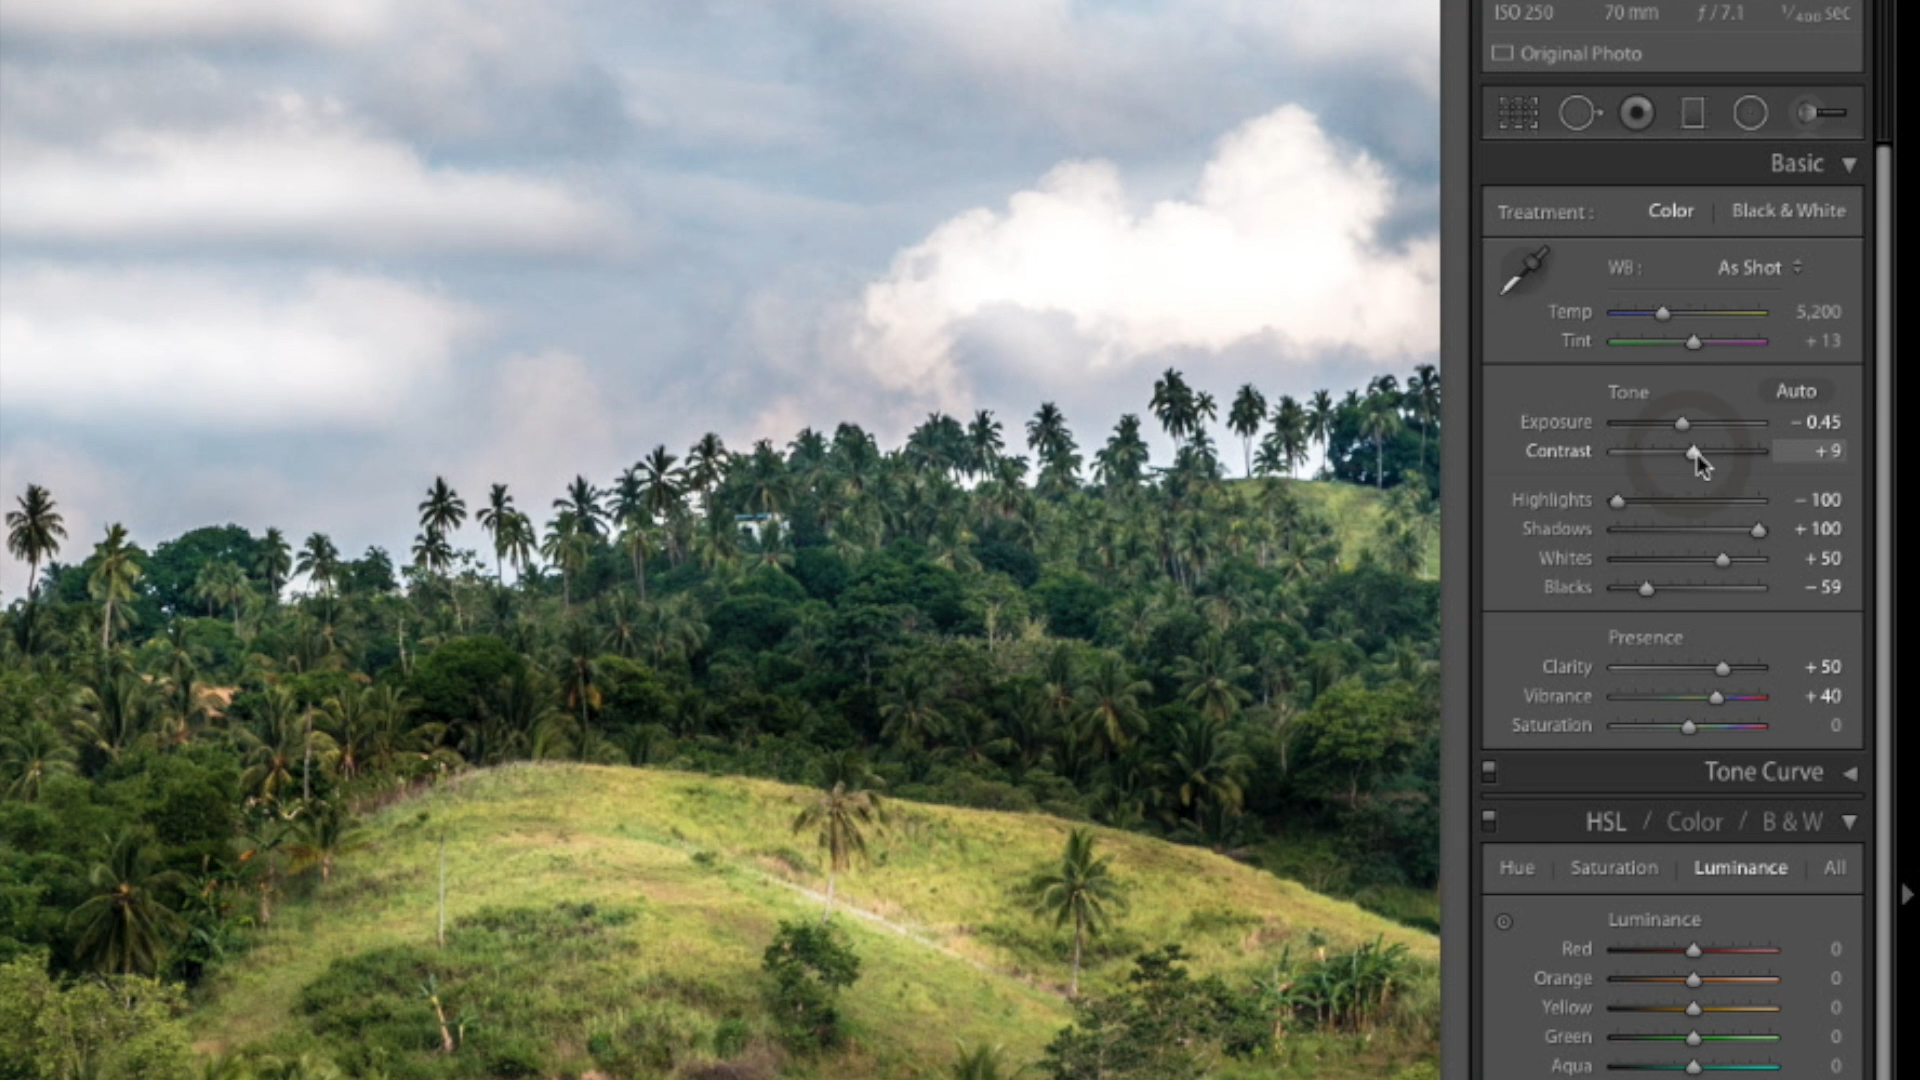 ISO 250 70 mm ƒ / 7.1 1/400 sec
Original Photo
Basic
Treatment : Color Black & White
WB : As Shot
Temp 5,200
Tint + 13
Tone Auto
Exposure − 0.45
Contrast + 9
Highlights − 100
Shadows + 100
Whites + 50
Blacks − 59
Presence
Clarity + 50
Vibrance + 40
Saturation 0
Tone Curve
HSL / Color / B & W
Hue Saturation Luminance All
Luminance
Red 0
Orange 0
Yellow 0
Green 0
Aqua 0